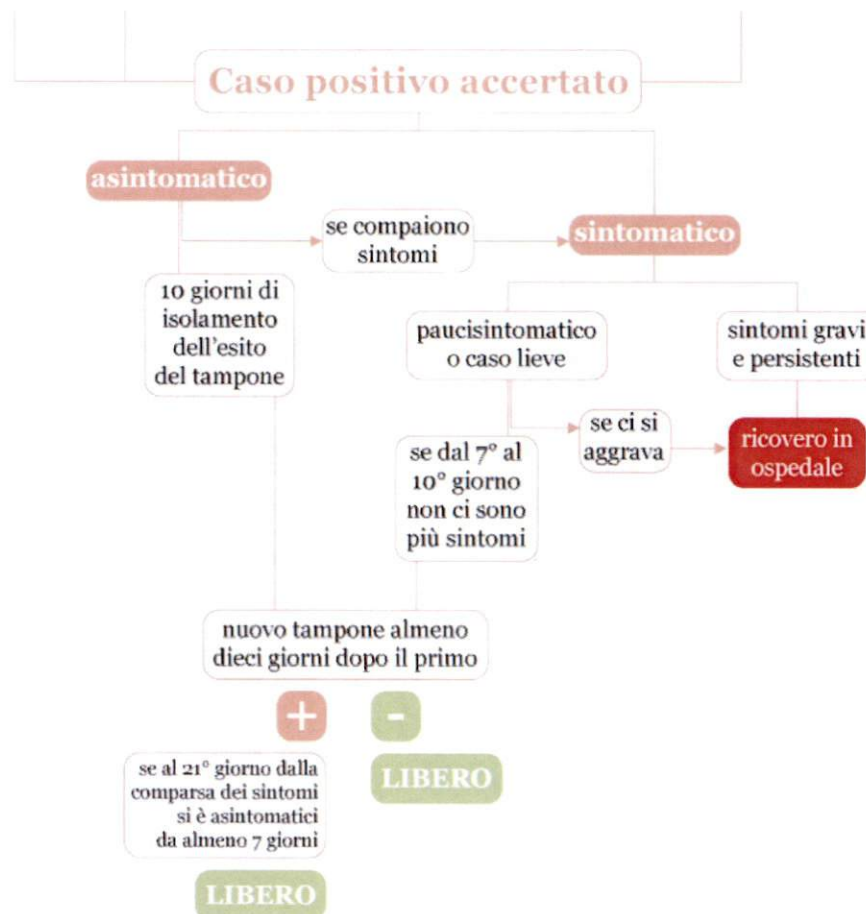 Caso positivo accertato
asintomatico
se compaiono
sintomi
sintomatico
10 giorni di
isolamento
dell'esito
del tampone
paucisintomatico
o caso lieve
sintomi gravi
e persistenti
se dal 7° al
10° giorno
non ci sono
più sintomi
se ci si
aggrava
ricovero in
ospedale
nuovo tampone almeno
dieci giorni dopo il primo
+
-
se al 21° giorno dalla
comparsa dei sintomi
si è asintomatici
da almeno 7 giorni
LIBERO
LIBERO